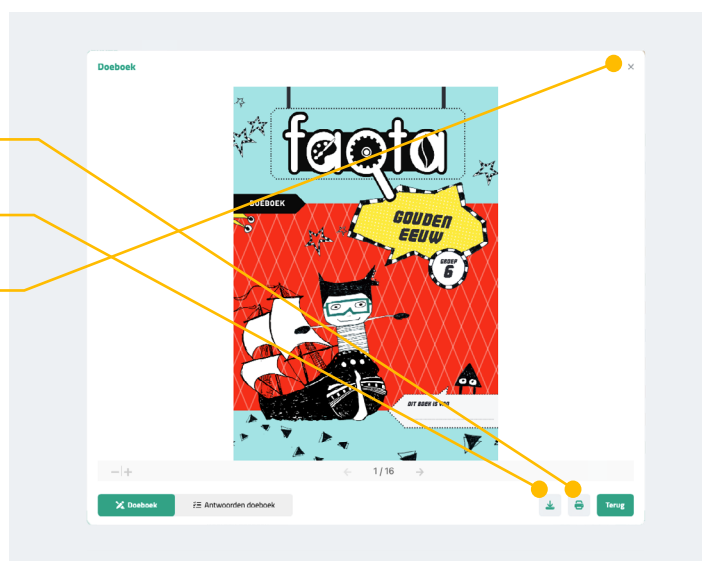 Doeboek
×
faqta
DOEBOEK
GOUDEN
EEUW
GROEP
6
DIT BOEK IS VAN
1 / 16
Doeboek
Antwoorden doeboek
Terug